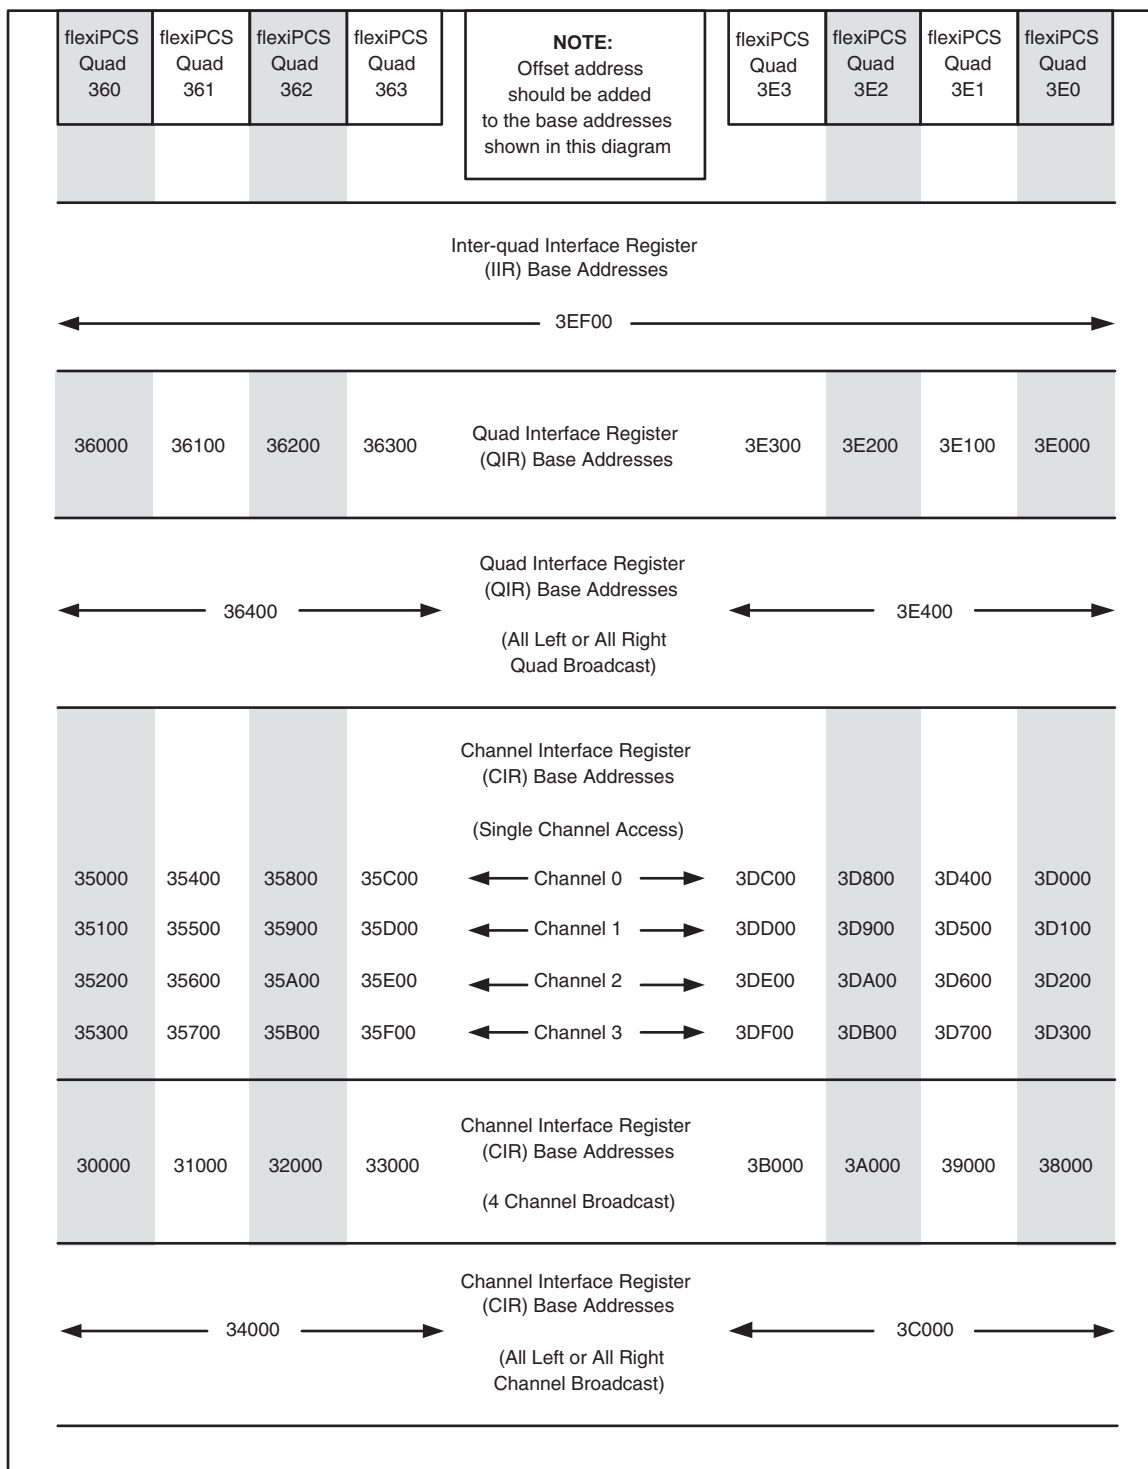 flexiPCS Quad 360
flexiPCS Quad 361
flexiPCS Quad 362
flexiPCS Quad 363
NOTE:
Offset address
should be added
to the base addresses
shown in this diagram
flexiPCS Quad 3E3
flexiPCS Quad 3E2
flexiPCS Quad 3E1
flexiPCS Quad 3E0
Inter-quad Interface Register
(IIR) Base Addresses
3EF00
36000 36100 36200 36300
Quad Interface Register
(QIR) Base Addresses
3E300 3E200 3E100 3E000
Quad Interface Register
(QIR) Base Addresses
36400 3E400
(All Left or All Right
Quad Broadcast)
Channel Interface Register
(CIR) Base Addresses
(Single Channel Access)
35000 35400 35800 35C00 Channel 0 3DC00 3D800 3D400 3D000
35100 35500 35900 35D00 Channel 1 3DD00 3D900 3D500 3D100
35200 35600 35A00 35E00 Channel 2 3DE00 3DA00 3D600 3D200
35300 35700 35B00 35F00 Channel 3 3DF00 3DB00 3D700 3D300
Channel Interface Register
(CIR) Base Addresses
30000 31000 32000 33000 3B000 3A000 39000 38000
(4 Channel Broadcast)
Channel Interface Register
(CIR) Base Addresses
34000 3C000
(All Left or All Right
Channel Broadcast)